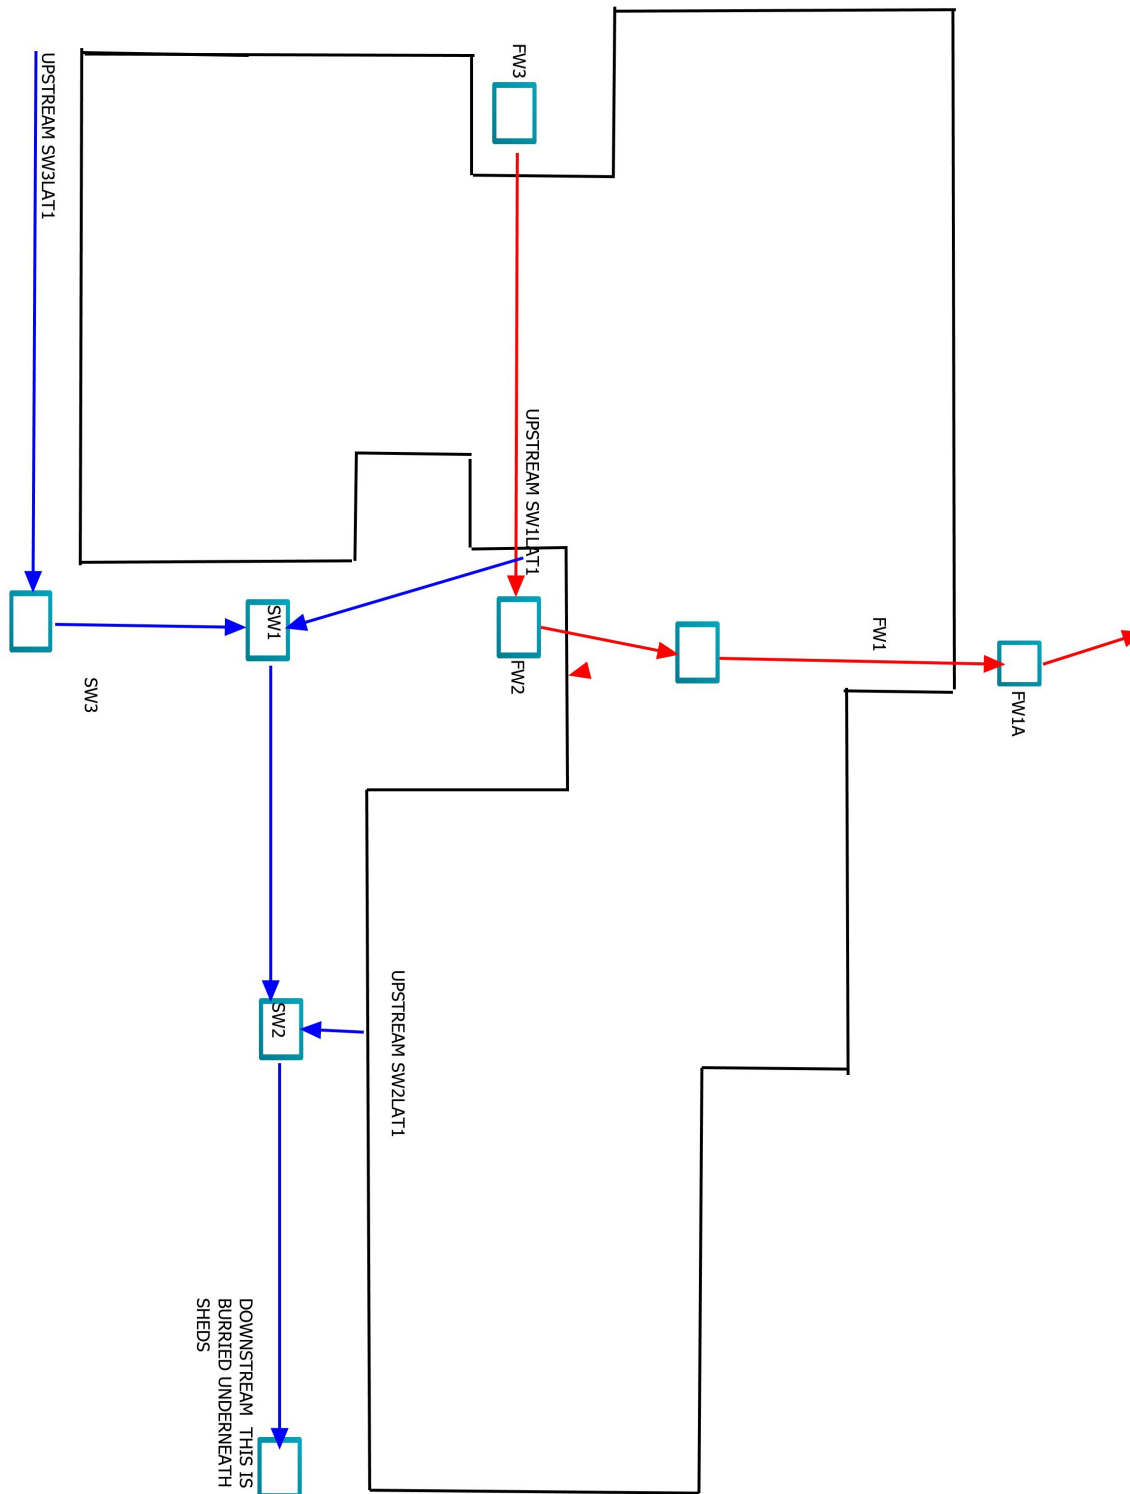 UPSTREAM SW3LAT1
FW3
UPSTREAM SW1LAT1
SW1
FW2
FW1
FW1A
SW3
SW2
UPSTREAM SW2LAT1
DOWNSTREAM THIS IS
BURRIED UNDERNEATH
SHEDS